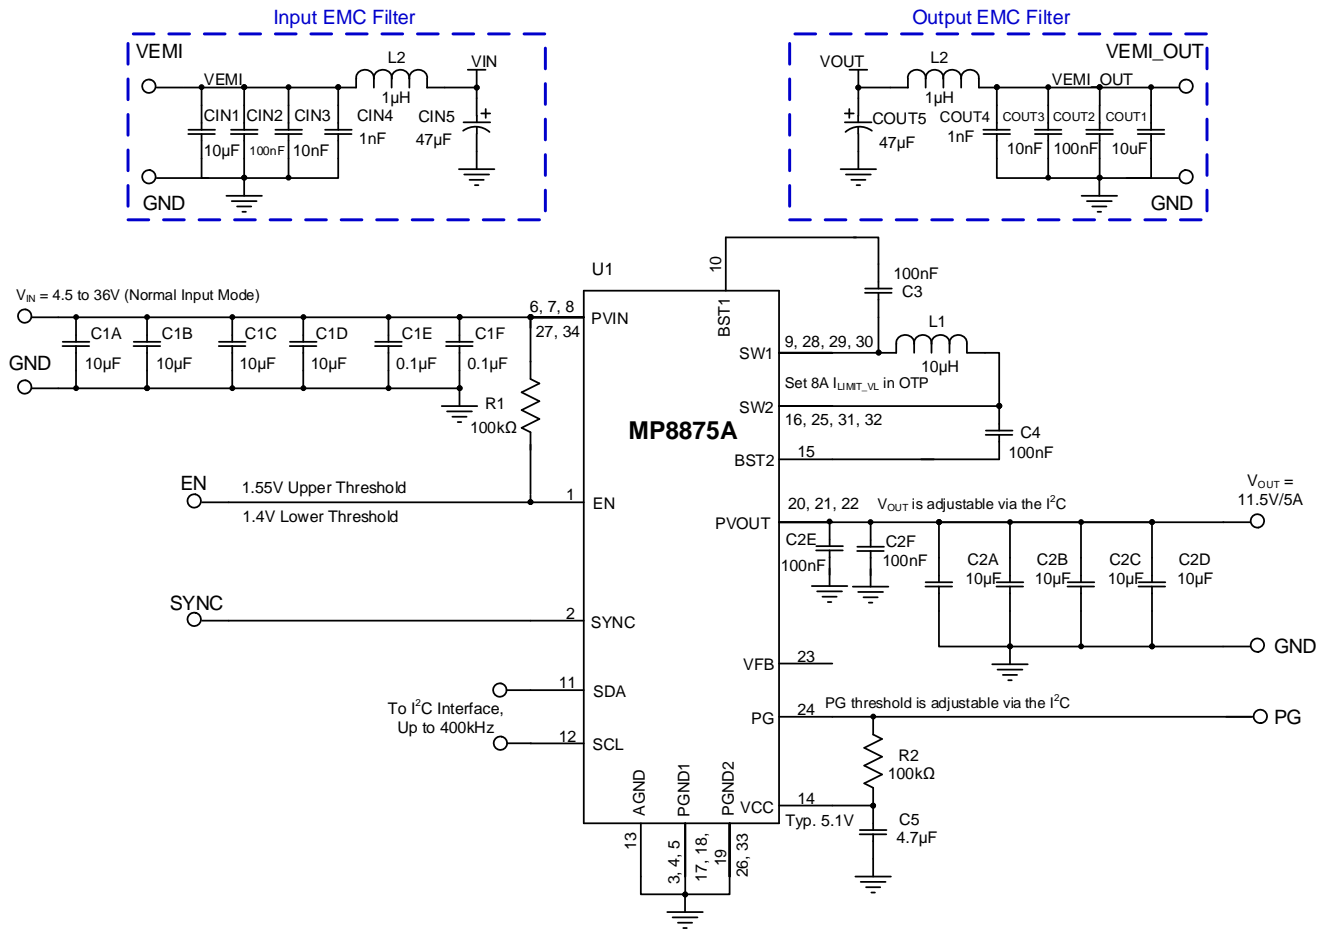 Input EMC Filter
Output EMC Filter
VEMI
VEMI
L2
1µH
VIN
CIN1
10µF
CIN2
100nF
CIN3
10nF
CIN4
1nF
CIN5
47µF
+
GND
VOUT
L2
1µH
VEMI_OUT
VEMI_OUT
+
COUT5
47µF
COUT4
1nF
COUT3
10nF
COUT2
100nF
COUT1
10uF
GND
U1
MP8875A
V_IN = 4.5 to 36V (Normal Input Mode)
GND
C1A
10µF
C1B
10µF
C1C
10µF
C1D
10µF
C1E
0.1µF
C1F
0.1µF
6, 7, 8
27, 34
PVIN
R1
100kΩ
EN
1.55V Upper Threshold
1.4V Lower Threshold
1
EN
SYNC
2
SYNC
To I²C Interface,
Up to 400kHz
11
SDA
12
SCL
AGND
PGND1
PGND2
13
3, 4, 5
17, 18,
19
26, 33
10
BST1
100nF
C3
SW1
9, 28, 29, 30
L1
10µH
Set 8A I_LIMIT_VL in OTP
SW2
16, 25, 31, 32
C4
100nF
BST2
15
PVOUT
20, 21, 22
V_OUT is adjustable via the I²C
V_OUT =
11.5V/5A
C2E
100nF
C2F
100nF
C2A
10µF
C2B
10µF
C2C
10µF
C2D
10µF
GND
VFB
23
PG
24
PG threshold is adjustable via the I²C
PG
R2
100kΩ
VCC
14
Typ. 5.1V
C5
4.7µF